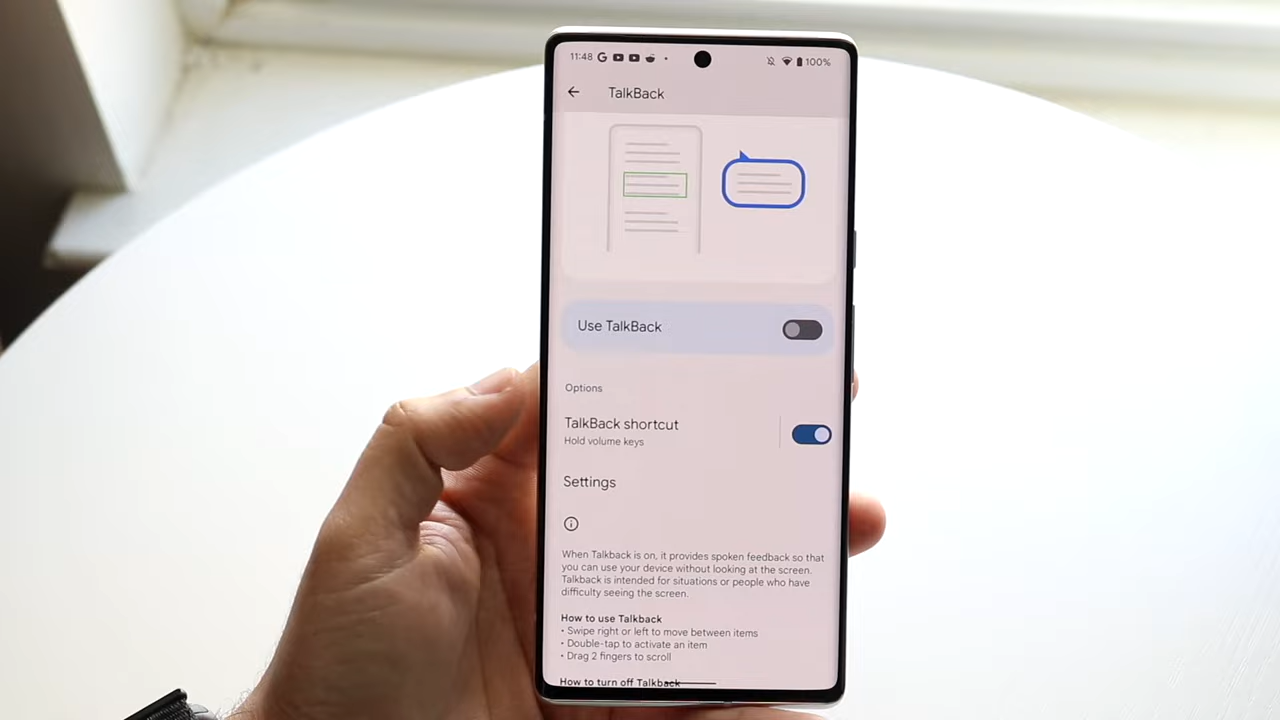 11:48
100%
TalkBack
Use TalkBack
Options
TalkBack shortcut
Hold volume keys
Settings
When Talkback is on, it provides spoken feedback so that
you can use your device without looking at the screen.
Talkback is intended for situations or people who have
difficulty seeing the screen.
How to use Talkback
• Swipe right or left to move between items
• Double-tap to activate an item
• Drag 2 fingers to scroll
How to turn off Talkback